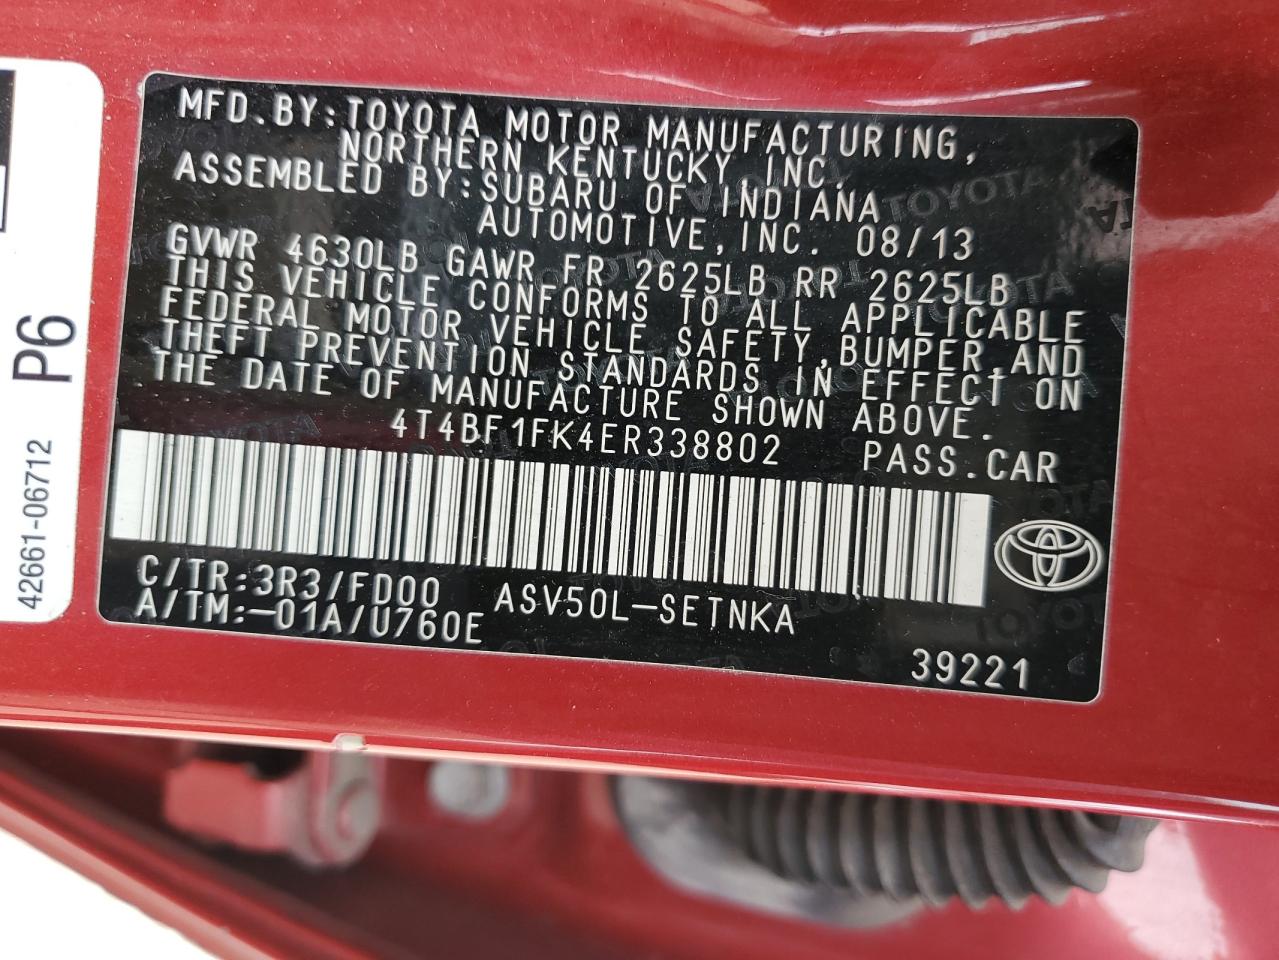 MFD.BY:TOYOTA MOTOR MANUFACTURING,
NORTHERN KENTUCKY, INC.
ASSEMBLED BY:SUBARU OF INDIANA
AUTOMOTIVE,INC. 08/13
GVWR 4630LB GAWR FR 2625LB RR 2625LB
THIS VEHICLE CONFORMS TO ALL APPLICABLE
FEDERAL MOTOR VEHICLE SAFETY,BUMPER,AND
THEFT PREVENTION STANDARDS IN EFFECT ON
THE DATE OF MANUFACTURE SHOWN ABOVE.
4T4BF1FK4ER338802 PASS.CAR
C/TR:3R3/FD00 ASV50L-SETNKA
A/TM:-01A/U760E
39221
P6
42661-06712